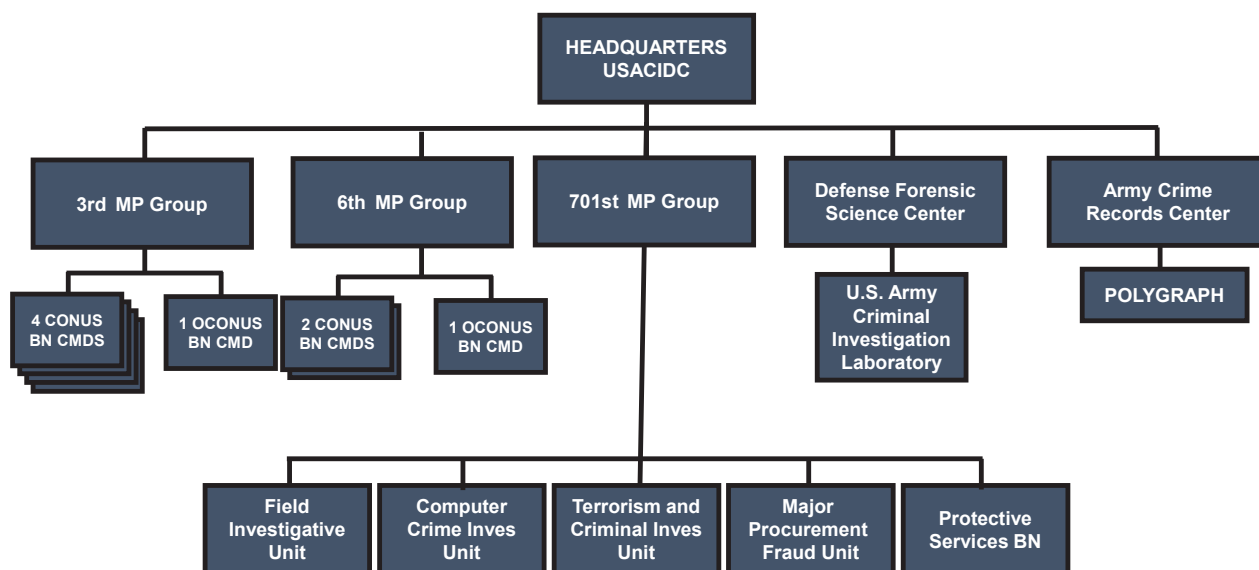 HEADQUARTERS
USACIDC
3rd MP Group
6th MP Group
701st MP Group
Defense Forensic
Science Center
Army Crime
Records Center
4 CONUS
BN CMDS
1 OCONUS
BN CMD
2 CONUS
BN CMDS
1 OCONUS
BN CMD
U.S. Army
Criminal
Investigation
Laboratory
POLYGRAPH
Field
Investigative
Unit
Computer
Crime Inves
Unit
Terrorism and
Criminal Inves
Unit
Major
Procurement
Fraud Unit
Protective
Services BN